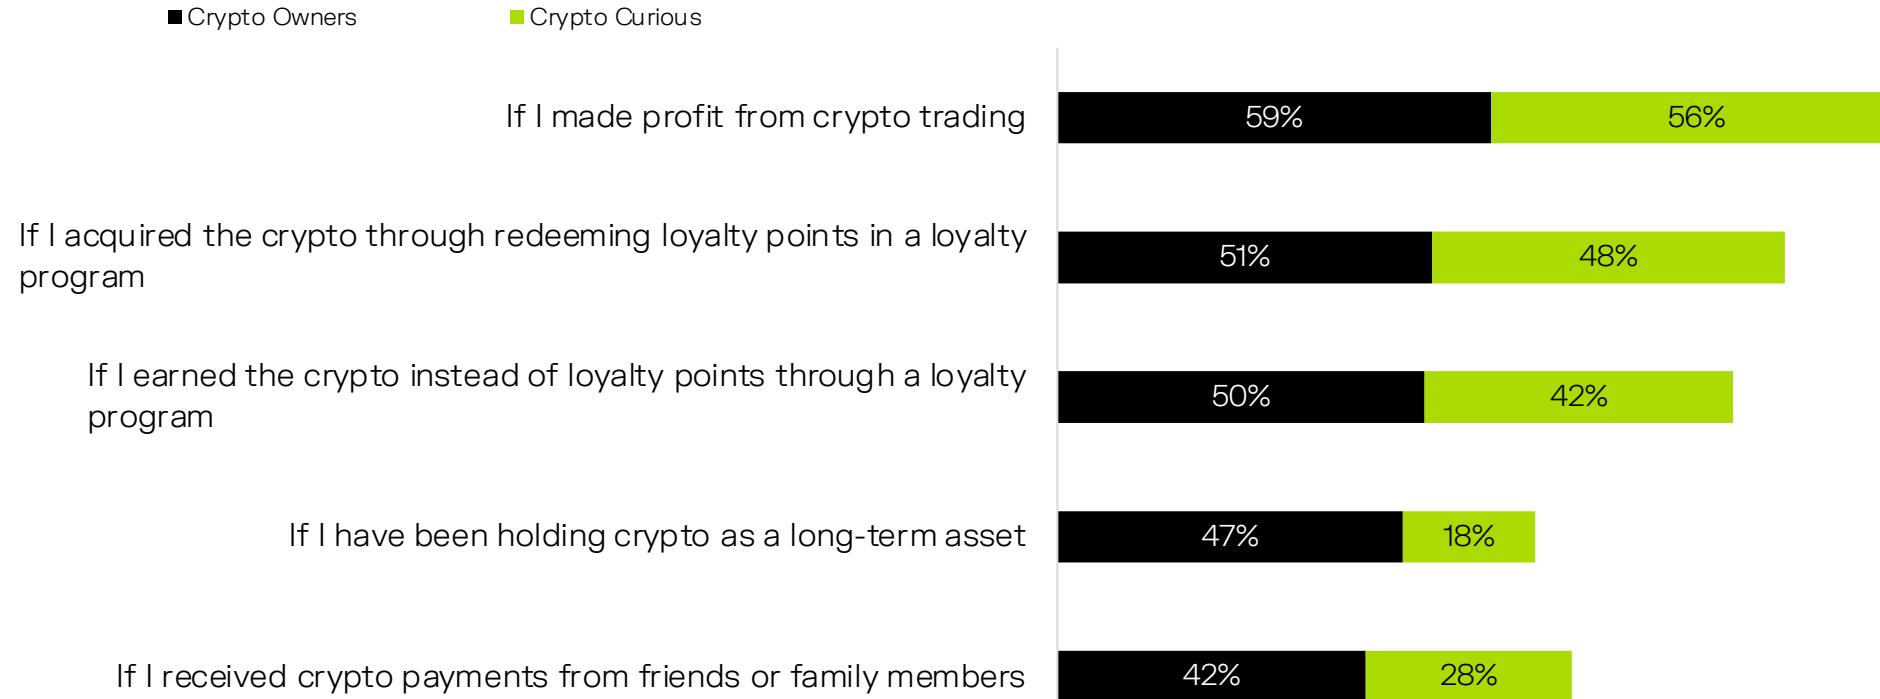 Crypto Owners Crypto Curious
If I made profit from crypto trading 59% 56%
If I acquired the crypto through redeeming loyalty points in a loyalty
program
51% 48%
If I earned the crypto instead of loyalty points through a loyalty
program
50% 42%
If I have been holding crypto as a long-term asset 47% 18%
If I received crypto payments from friends or family members 42% 28%